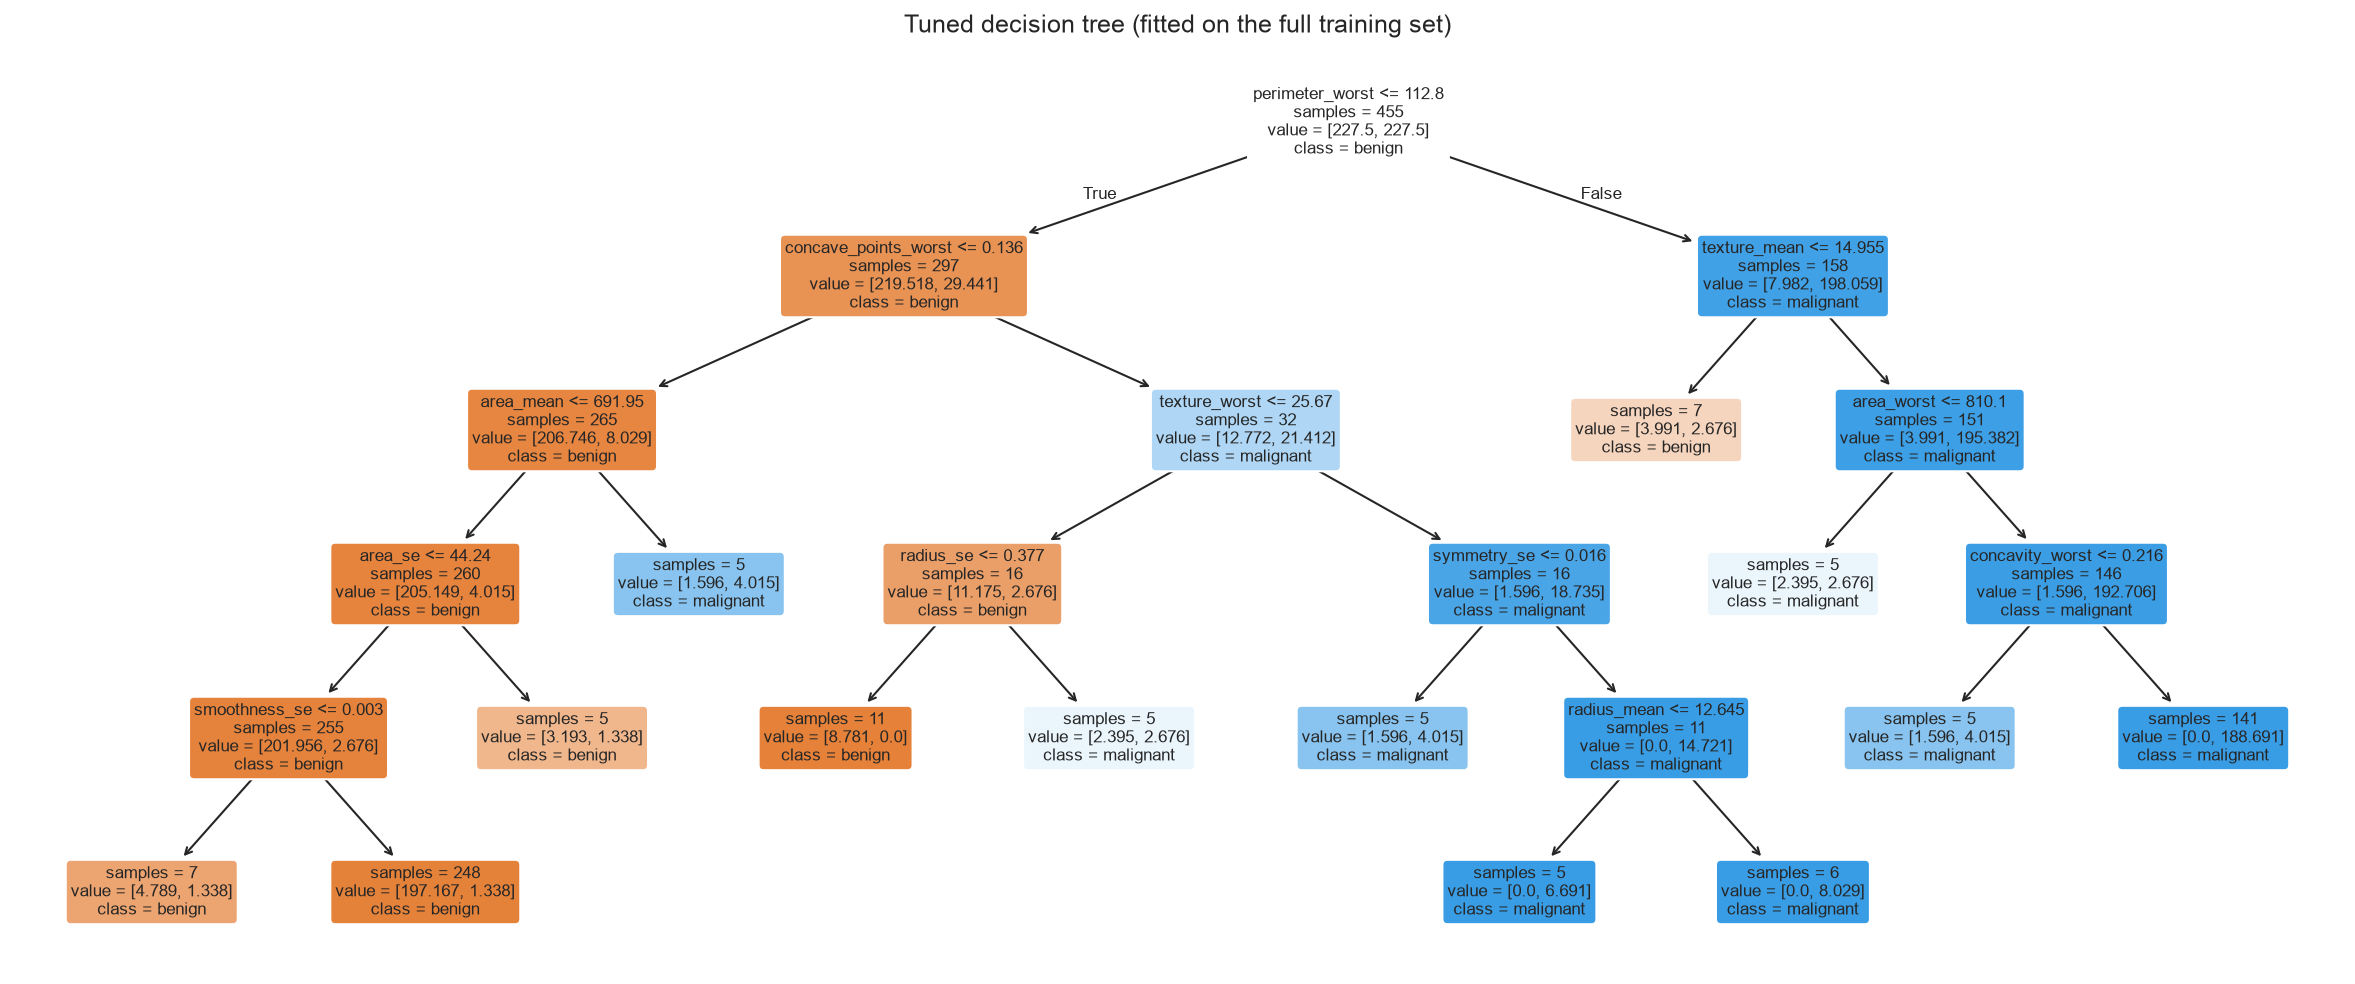 Tuned decision tree (fitted on the full training set)
perimeter_worst <= 112.8
samples = 455
value = [227.5, 227.5]
class = benign
True
False
concave_points_worst <= 0.136
samples = 297
value = [219.518, 29.441]
class = benign
texture_mean <= 14.955
samples = 158
value = [7.982, 198.059]
class = malignant
area_mean <= 691.95
samples = 265
value = [206.746, 8.029]
class = benign
texture_worst <= 25.67
samples = 32
value = [12.772, 21.412]
class = malignant
samples = 7
value = [3.991, 2.676]
class = benign
area_worst <= 810.1
samples = 151
value = [3.991, 195.382]
class = malignant
area_se <= 44.24
samples = 260
value = [205.149, 4.015]
class = benign
samples = 5
value = [1.596, 4.015]
class = malignant
radius_se <= 0.377
samples = 16
value = [11.175, 2.676]
class = benign
symmetry_se <= 0.016
samples = 16
value = [1.596, 18.735]
class = malignant
samples = 5
value = [2.395, 2.676]
class = malignant
concavity_worst <= 0.216
samples = 146
value = [1.596, 192.706]
class = malignant
smoothness_se <= 0.003
samples = 255
value = [201.956, 2.676]
class = benign
samples = 5
value = [3.193, 1.338]
class = benign
samples = 11
value = [8.781, 0.0]
class = benign
samples = 5
value = [2.395, 2.676]
class = malignant
samples = 5
value = [1.596, 4.015]
class = malignant
radius_mean <= 12.645
samples = 11
value = [0.0, 14.721]
class = malignant
samples = 5
value = [1.596, 4.015]
class = malignant
samples = 141
value = [0.0, 188.691]
class = malignant
samples = 7
value = [4.789, 1.338]
class = benign
samples = 248
value = [197.167, 1.338]
class = benign
samples = 5
value = [0.0, 6.691]
class = malignant
samples = 6
value = [0.0, 8.029]
class = malignant